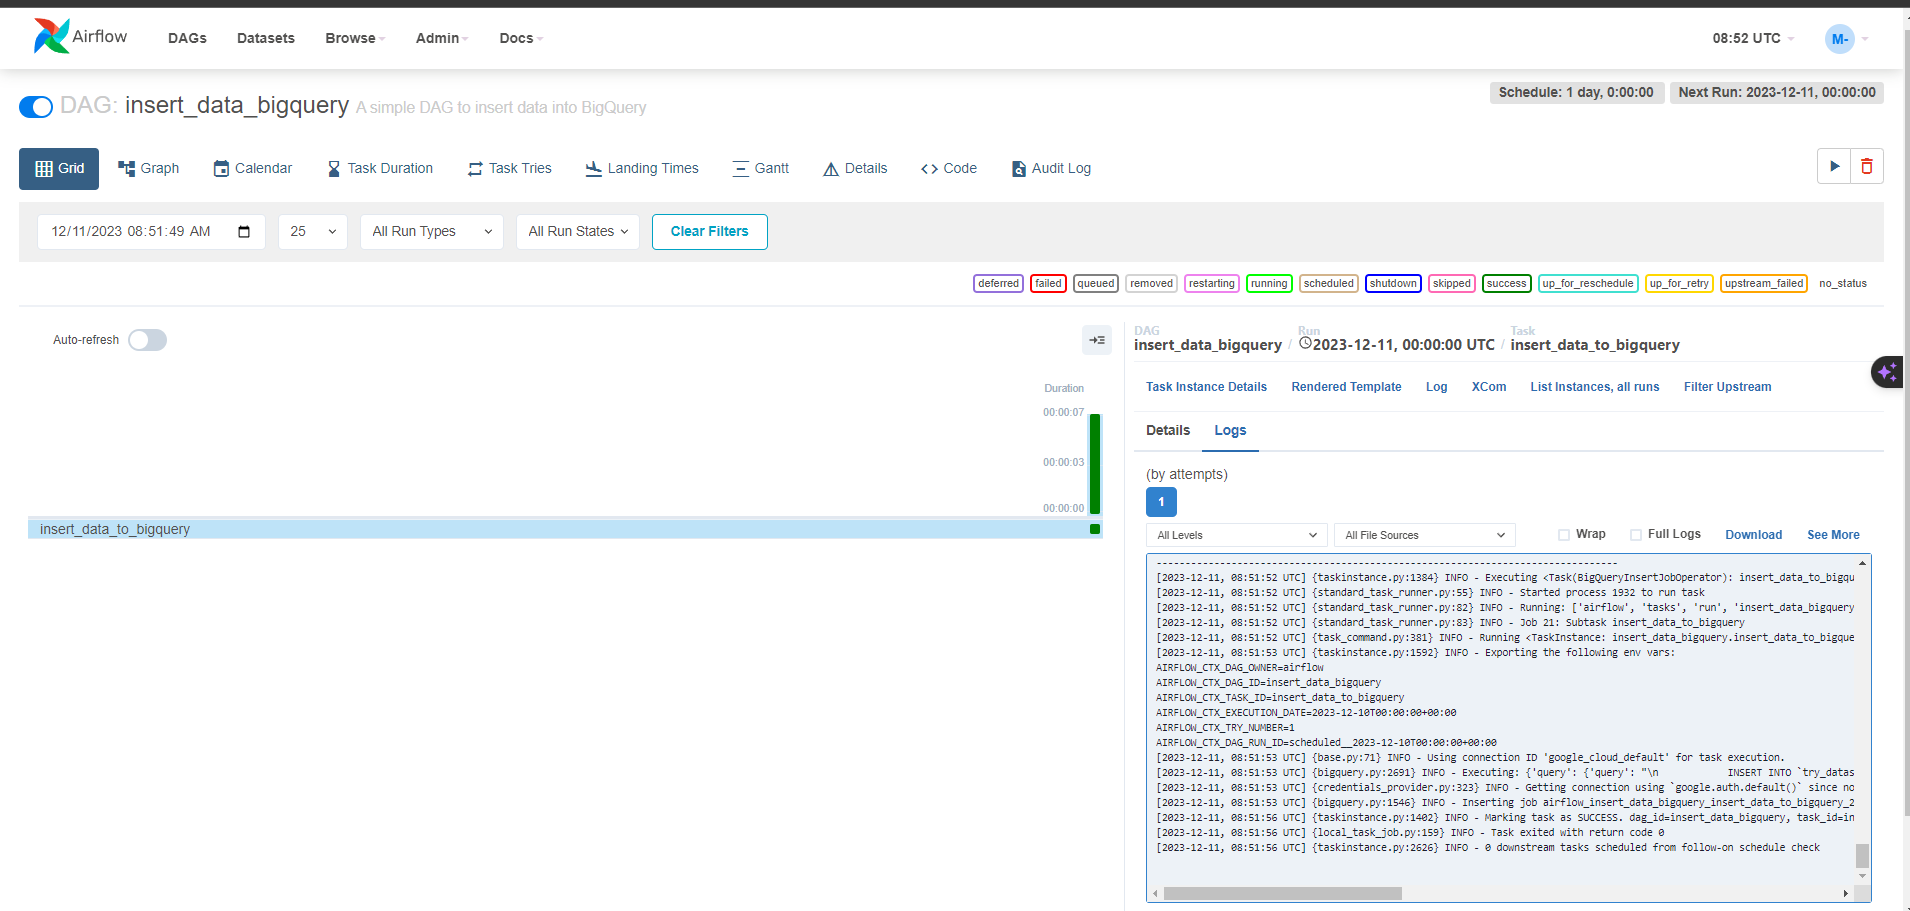 Airflow DAGs Datasets Browse Admin Docs 08:52 UTC M-
DAG: insert_data_bigquery A simple DAG to insert data into BigQuery Schedule: 1 day, 0:00:00 Next Run: 2023-12-11, 00:00:00
Grid Graph Calendar Task Duration Task Tries Landing Times Gantt Details Code Audit Log
12/11/2023 08:51:49 AM 25 All Run Types All Run States Clear Filters
deferred failed queued removed restarting running scheduled shutdown skipped success up_for_reschedule up_for_retry upstream_failed no_status
Auto-refresh
Duration
00:00:07
00:00:03
00:00:00
insert_data_to_bigquery
DAG Run Task
insert_data_bigquery / 2023-12-11, 00:00:00 UTC / insert_data_to_bigquery
Task Instance Details Rendered Template Log XCom List Instances, all runs Filter Upstream
Details Logs
(by attempts)
1
All Levels All File Sources Wrap Full Logs Download See More
--------------------------------------------------------------------------------
[2023-12-11, 08:51:52 UTC] {taskinstance.py:1384} INFO - Executing <Task(BigQueryInsertJobOperator): insert_data_to_bigqu
[2023-12-11, 08:51:52 UTC] {standard_task_runner.py:55} INFO - Started process 1932 to run task
[2023-12-11, 08:51:52 UTC] {standard_task_runner.py:82} INFO - Running: ['airflow', 'tasks', 'run', 'insert_data_bigquery
[2023-12-11, 08:51:52 UTC] {standard_task_runner.py:83} INFO - Job 21: Subtask insert_data_to_bigquery
[2023-12-11, 08:51:52 UTC] {task_command.py:381} INFO - Running <TaskInstance: insert_data_bigquery.insert_data_to_bigque
[2023-12-11, 08:51:53 UTC] {taskinstance.py:1592} INFO - Exporting the following env vars:
AIRFLOW_CTX_DAG_OWNER=airflow
AIRFLOW_CTX_DAG_ID=insert_data_bigquery
AIRFLOW_CTX_TASK_ID=insert_data_to_bigquery
AIRFLOW_CTX_EXECUTION_DATE=2023-12-10T00:00:00+00:00
AIRFLOW_CTX_TRY_NUMBER=1
AIRFLOW_CTX_DAG_RUN_ID=scheduled__2023-12-10T00:00:00+00:00
[2023-12-11, 08:51:53 UTC] {base.py:71} INFO - Using connection ID 'google_cloud_default' for task execution.
[2023-12-11, 08:51:53 UTC] {bigquery.py:2691} INFO - Executing: {'query': {'query': "\n INSERT INTO `try_datas
[2023-12-11, 08:51:53 UTC] {credentials_provider.py:323} INFO - Getting connection using `google.auth.default()` since no
[2023-12-11, 08:51:53 UTC] {bigquery.py:1546} INFO - Inserting job airflow_insert_data_bigquery_insert_data_to_bigquery_2
[2023-12-11, 08:51:56 UTC] {taskinstance.py:1402} INFO - Marking task as SUCCESS. dag_id=insert_data_bigquery, task_id=in
[2023-12-11, 08:51:56 UTC] {local_task_job.py:159} INFO - Task exited with return code 0
[2023-12-11, 08:51:56 UTC] {taskinstance.py:2626} INFO - 0 downstream tasks scheduled from follow-on schedule check